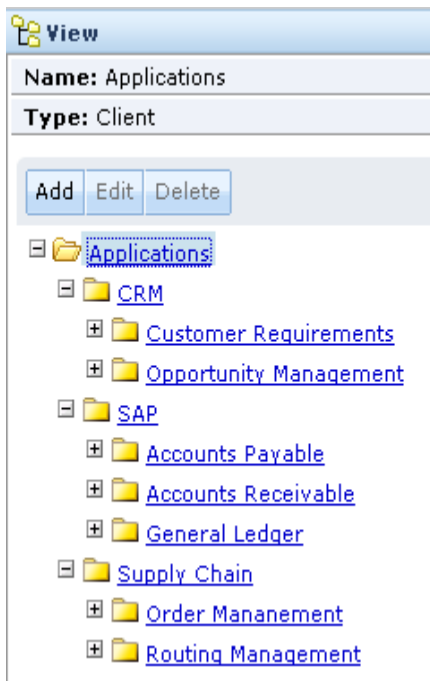 View
Name: Applications
Type: Client
Add Edit Delete
Applications
CRM
Customer Requirements
Opportunity Management
SAP
Accounts Payable
Accounts Receivable
General Ledger
Supply Chain
Order Mananement
Routing Management